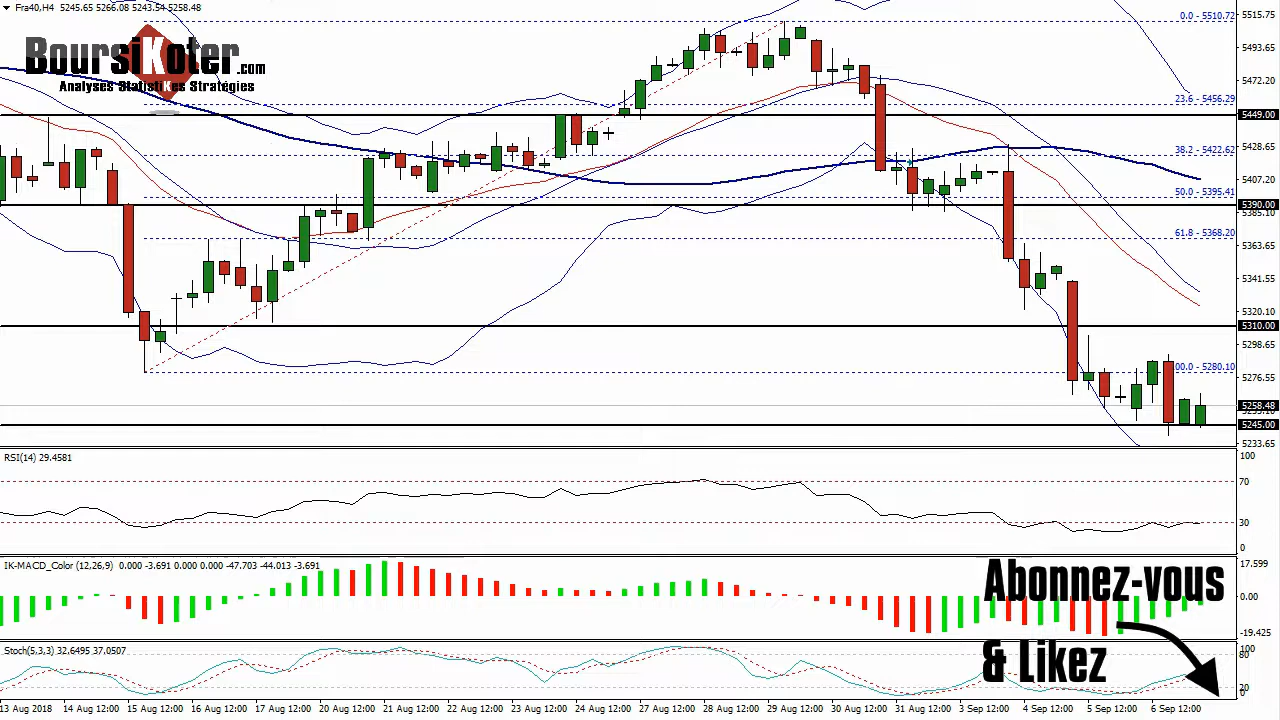 Fra40,H4 5245.65 5266.08 5243.54 5258.48
BoursiKoter.com
Analyses StatistiKes Stratégies
0.0 - 5510.72
23.6 - 5456.29
38.2 - 5422.62
50.0 - 5395.41
61.8 - 5368.20
00.0 - 5280.10
5515.75
5493.65
5472.20
5449.00
5428.65
5407.20
5390.00
5385.10
5363.65
5341.55
5320.10
5310.00
5298.65
5276.55
5258.48
5245.00
5233.65
RSI(14) 29.4581
100
70
30
0
IK-MACD_Color (12,26,9) 0.000 -3.691 0.000 0.000 -47.703 -44.013 -3.691
17.599
0.00
-19.425
Abonnez-vous
& Likez
Stoch(5,3,3) 32.6495 37.0507
100
80
20
0
13 Aug 2018 14 Aug 12:00 15 Aug 12:00 16 Aug 12:00 17 Aug 12:00 20 Aug 12:00 21 Aug 12:00 22 Aug 12:00 23 Aug 12:00 24 Aug 12:00 27 Aug 12:00 28 Aug 12:00 29 Aug 12:00 30 Aug 12:00 31 Aug 12:00 3 Sep 12:00 4 Sep 12:00 5 Sep 12:00 6 Sep 12:00